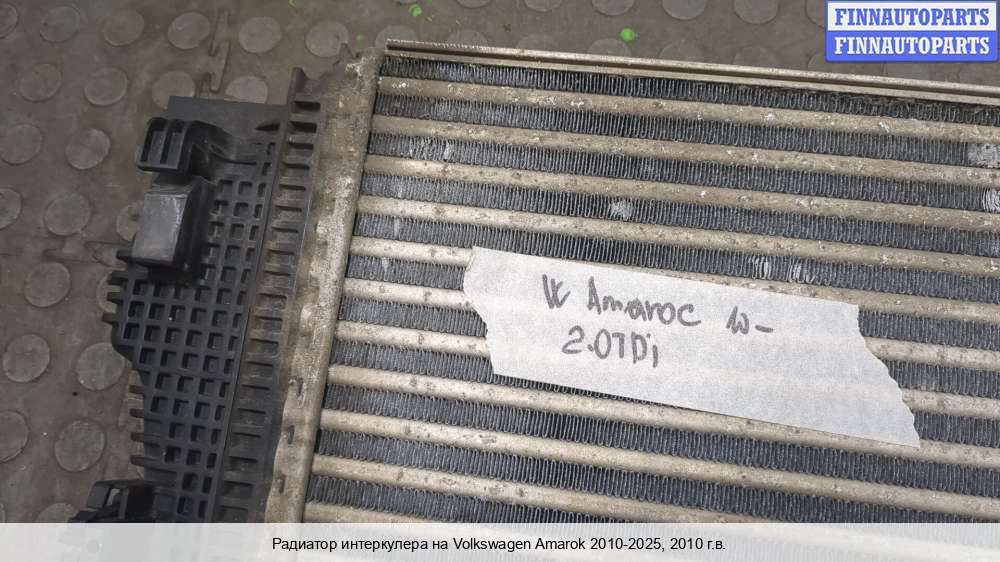 FINNAUTOPARTS
FINNAUTOPARTS
VK Amaroc 10-
2.0TDi
Радиатор интеркулера на Volkswagen Amarok 2010-2025, 2010 г.в.